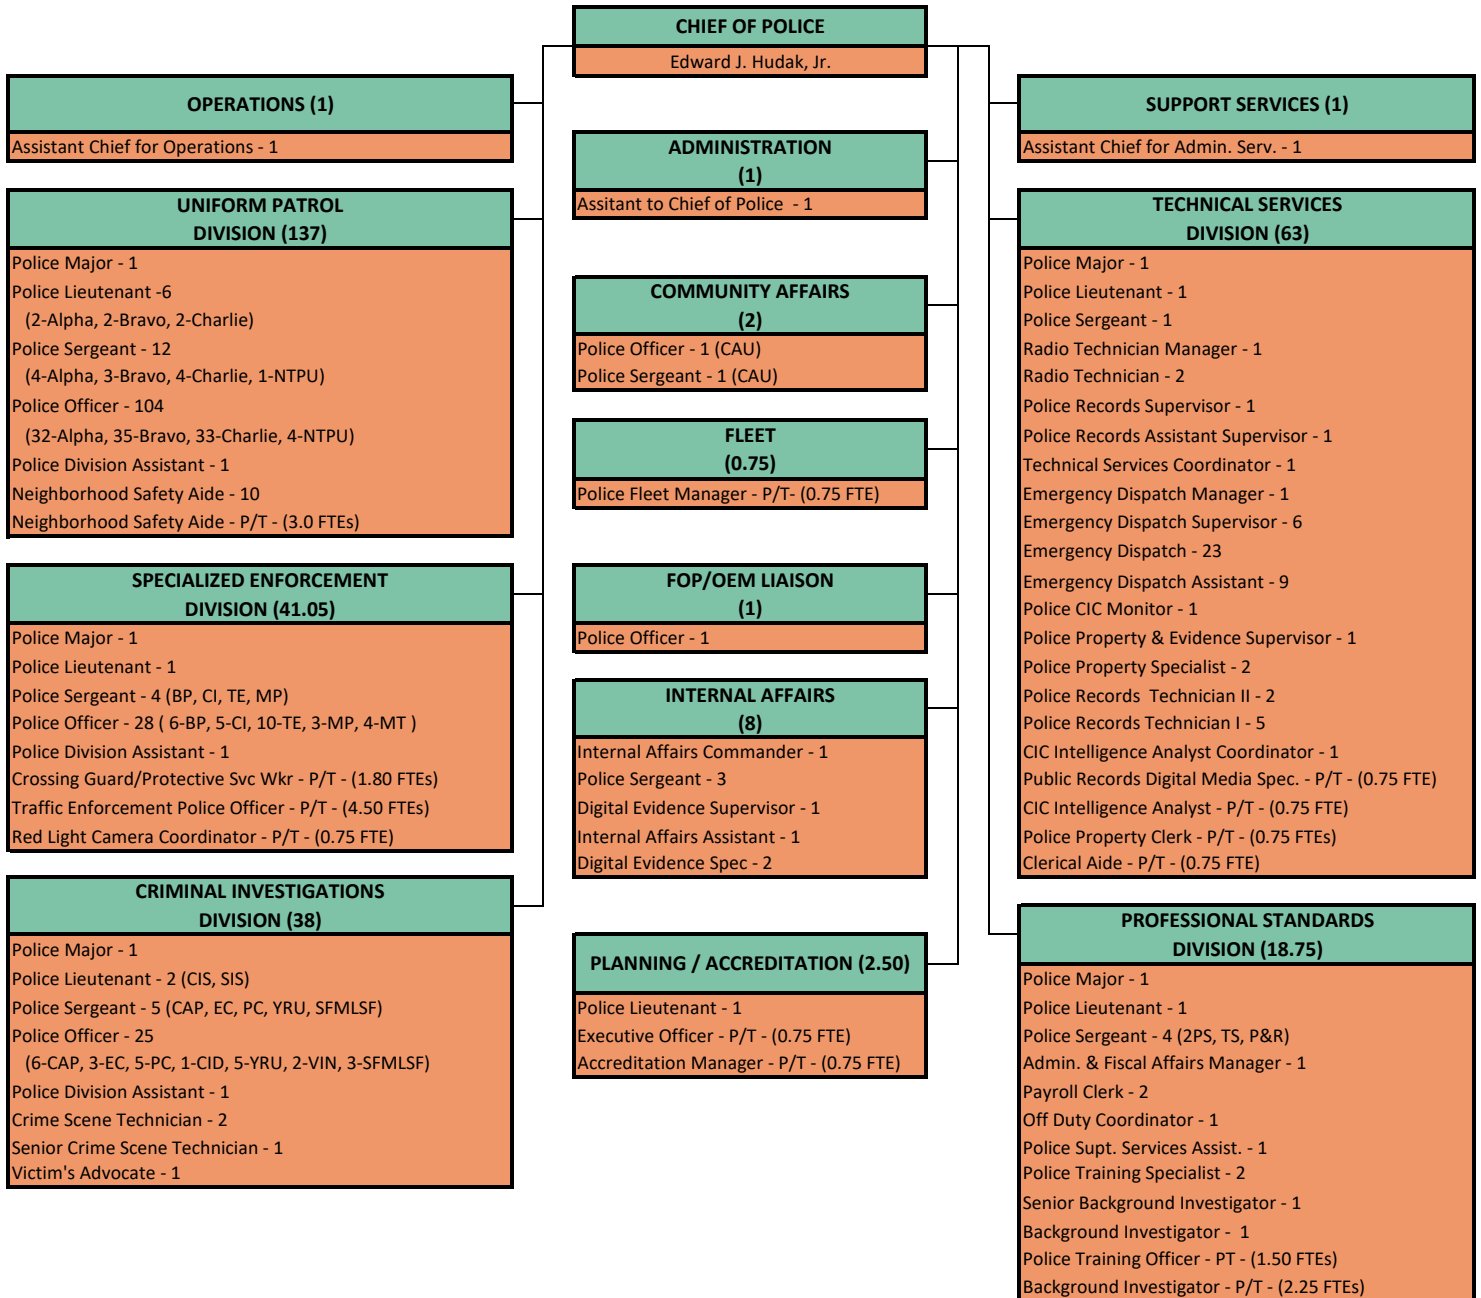 CHIEF OF POLICE
Edward J. Hudak, Jr.
OPERATIONS (1)
Assistant Chief for Operations - 1
UNIFORM PATROL
DIVISION (137)
Police Major - 1
Police Lieutenant -6
(2-Alpha, 2-Bravo, 2-Charlie)
Police Sergeant - 12
(4-Alpha, 3-Bravo, 4-Charlie, 1-NTPU)
Police Officer - 104
(32-Alpha, 35-Bravo, 33-Charlie, 4-NTPU)
Police Division Assistant - 1
Neighborhood Safety Aide - 10
Neighborhood Safety Aide - P/T - (3.0 FTEs)
SPECIALIZED ENFORCEMENT
DIVISION (41.05)
Police Major - 1
Police Lieutenant - 1
Police Sergeant - 4 (BP, CI, TE, MP)
Police Officer - 28 ( 6-BP, 5-CI, 10-TE, 3-MP, 4-MT )
Police Division Assistant - 1
Crossing Guard/Protective Svc Wkr - P/T - (1.80 FTEs)
Traffic Enforcement Police Officer - P/T - (4.50 FTEs)
Red Light Camera Coordinator - P/T - (0.75 FTE)
CRIMINAL INVESTIGATIONS
DIVISION (38)
Police Major - 1
Police Lieutenant - 2 (CIS, SIS)
Police Sergeant - 5 (CAP, EC, PC, YRU, SFMLSF)
Police Officer - 25
(6-CAP, 3-EC, 5-PC, 1-CID, 5-YRU, 2-VIN, 3-SFMLSF)
Police Division Assistant - 1
Crime Scene Technician - 2
Senior Crime Scene Technician - 1
Victim's Advocate - 1
ADMINISTRATION
(1)
Assitant to Chief of Police - 1
COMMUNITY AFFAIRS
(2)
Police Officer - 1 (CAU)
Police Sergeant - 1 (CAU)
FLEET
(0.75)
Police Fleet Manager - P/T- (0.75 FTE)
FOP/OEM LIAISON
(1)
Police Officer - 1
INTERNAL AFFAIRS
(8)
Internal Affairs Commander - 1
Police Sergeant - 3
Digital Evidence Supervisor - 1
Internal Affairs Assistant - 1
Digital Evidence Spec - 2
PLANNING / ACCREDITATION (2.50)
Police Lieutenant - 1
Executive Officer - P/T - (0.75 FTE)
Accreditation Manager - P/T - (0.75 FTE)
SUPPORT SERVICES (1)
Assistant Chief for Admin. Serv. - 1
TECHNICAL SERVICES
DIVISION (63)
Police Major - 1
Police Lieutenant - 1
Police Sergeant - 1
Radio Technician Manager - 1
Radio Technician - 2
Police Records Supervisor - 1
Police Records Assistant Supervisor - 1
Technical Services Coordinator - 1
Emergency Dispatch Manager - 1
Emergency Dispatch Supervisor - 6
Emergency Dispatch - 23
Emergency Dispatch Assistant - 9
Police CIC Monitor - 1
Police Property & Evidence Supervisor - 1
Police Property Specialist - 2
Police Records Technician II - 2
Police Records Technician I - 5
CIC Intelligence Analyst Coordinator - 1
Public Records Digital Media Spec. - P/T - (0.75 FTE)
CIC Intelligence Analyst - P/T - (0.75 FTE)
Police Property Clerk - P/T - (0.75 FTEs)
Clerical Aide - P/T - (0.75 FTE)
PROFESSIONAL STANDARDS
DIVISION (18.75)
Police Major - 1
Police Lieutenant - 1
Police Sergeant - 4 (2PS, TS, P&R)
Admin. & Fiscal Affairs Manager - 1
Payroll Clerk - 2
Off Duty Coordinator - 1
Police Supt. Services Assist. - 1
Police Training Specialist - 2
Senior Background Investigator - 1
Background Investigator - 1
Police Training Officer - PT - (1.50 FTEs)
Background Investigator - P/T - (2.25 FTEs)